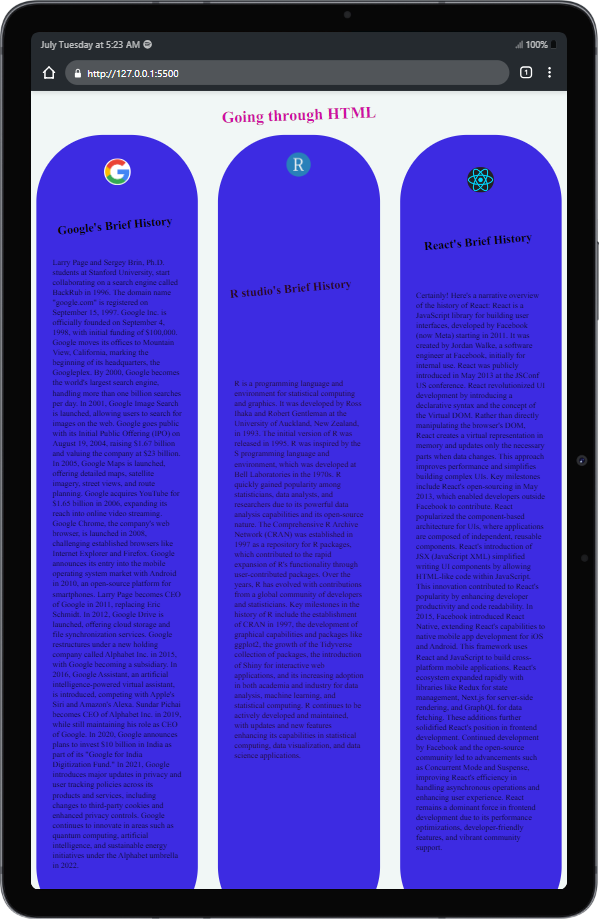 July Tuesday at 5:23 AM
100%
http://127.0.0.1:5500
1
Going through HTML
Google's Brief History
Larry Page and Sergey Brin, Ph.D.
students at Stanford University, start
collaborating on a search engine called
BackRub in 1996. The domain name
"google.com" is registered on
September 15, 1997. Google Inc. is
officially founded on September 4,
1998, with initial funding of $100,000.
Google moves its offices to Mountain
View, California, marking the
beginning of its headquarters, the
Googleplex. By 2000, Google becomes
the world's largest search engine,
handling more than one billion searches
per day. In 2001, Google Image Search
is launched, allowing users to search for
images on the web. Google goes public
with its Initial Public Offering (IPO) on
August 19, 2004, raising $1.67 billion
and valuing the company at $23 billion.
In 2005, Google Maps is launched,
offering detailed maps, satellite
imagery, street views, and route
planning. Google acquires YouTube for
$1.65 billion in 2006, expanding its
reach into online video streaming.
Google Chrome, the company's web
browser, is launched in 2008,
challenging established browsers like
Internet Explorer and Firefox. Google
announces its entry into the mobile
operating system market with Android
in 2010, an open-source platform for
smartphones. Larry Page becomes CEO
of Google in 2011, replacing Eric
Schmidt. In 2012, Google Drive is
launched, offering cloud storage and
file synchronization services. Google
restructures under a new holding
company called Alphabet Inc. in 2015,
with Google becoming a subsidiary. In
2016, Google Assistant, an artificial
intelligence-powered virtual assistant,
is introduced, competing with Apple's
Siri and Amazon's Alexa. Sundar Pichai
becomes CEO of Alphabet Inc. in 2019,
while still maintaining his role as CEO
of Google. In 2020, Google announces
plans to invest $10 billion in India as
part of its "Google for India
Digitization Fund." In 2021, Google
introduces major updates in privacy and
user tracking policies across its
products and services, including
changes to third-party cookies and
enhanced privacy controls. Google
continues to innovate in areas such as
quantum computing, artificial
intelligence, and sustainable energy
initiatives under the Alphabet umbrella
in 2022.
R
R studio's Brief History
R is a programming language and
environment for statistical computing
and graphics. It was developed by Ross
Ihaka and Robert Gentleman at the
University of Auckland, New Zealand,
in 1993. The initial version of R was
released in 1995. R was inspired by the
S programming language and
environment, which was developed at
Bell Laboratories in the 1970s. R
quickly gained popularity among
statisticians, data analysts, and
researchers due to its powerful data
analysis capabilities and its open-source
nature. The Comprehensive R Archive
Network (CRAN) was established in
1997 as a repository for R packages,
which contributed to the rapid
expansion of R's functionality through
user-contributed packages. Over the
years, R has evolved with contributions
from a global community of developers
and statisticians. Key milestones in the
history of R include the establishment
of CRAN in 1997, the development of
graphical capabilities and packages like
ggplot2, the growth of the Tidyverse
collection of packages, the introduction
of Shiny for interactive web
applications, and its increasing adoption
in both academia and industry for data
analysis, machine learning, and
statistical computing. R continues to be
actively developed and maintained,
with updates and new features
enhancing its capabilities in statistical
computing, data visualization, and data
science applications.
React's Brief History
Certainly! Here's a narrative overview
of the history of React: React is a
JavaScript library for building user
interfaces, developed by Facebook
(now Meta) starting in 2011. It was
created by Jordan Walke, a software
engineer at Facebook, initially for
internal use. React was publicly
introduced in May 2013 at the JSConf
US conference. React revolutionized UI
development by introducing a
declarative syntax and the concept of
the Virtual DOM. Rather than directly
manipulating the browser's DOM,
React creates a virtual representation in
memory and updates only the necessary
parts when data changes. This approach
improves performance and simplifies
building complex UIs. Key milestones
include React's open-sourcing in May
2013, which enabled developers outside
Facebook to contribute. React
popularized the component-based
architecture for UIs, where applications
are composed of independent, reusable
components. React's introduction of
JSX (JavaScript XML) simplified
writing UI components by allowing
HTML-like code within JavaScript.
This innovation contributed to React's
popularity by enhancing developer
productivity and code readability. In
2015, Facebook introduced React
Native, extending React's capabilities to
native mobile app development for iOS
and Android. This framework uses
React and JavaScript to build cross-
platform mobile applications. React's
ecosystem expanded rapidly with
libraries like Redux for state
management, Next.js for server-side
rendering, and GraphQL for data
fetching. These additions further
solidified React's position in frontend
development. Continued development
by Facebook and the open-source
community led to advancements such
as Concurrent Mode and Suspense,
improving React's efficiency in
handling asynchronous operations and
enhancing user experience. React
remains a dominant force in frontend
development due to its performance
optimizations, developer-friendly
features, and vibrant community
support.